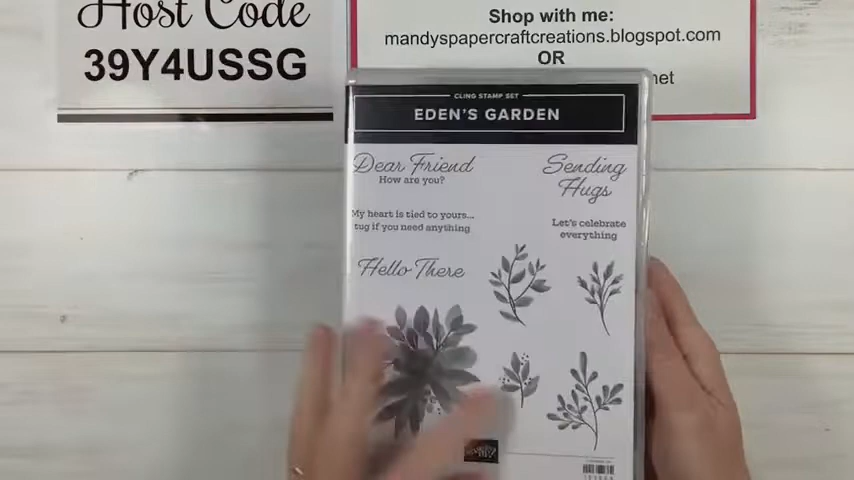 Host Code
39Y4USSG
Shop with me:
mandyspapercraftcreations.blogspot.com
OR
net
CLING STAMP SET
EDEN'S GARDEN
Dear Friend
How are you?
Sending
Hugs
My heart is tied to yours...
tug if you need anything
Let's celebrate
everything
Hello There